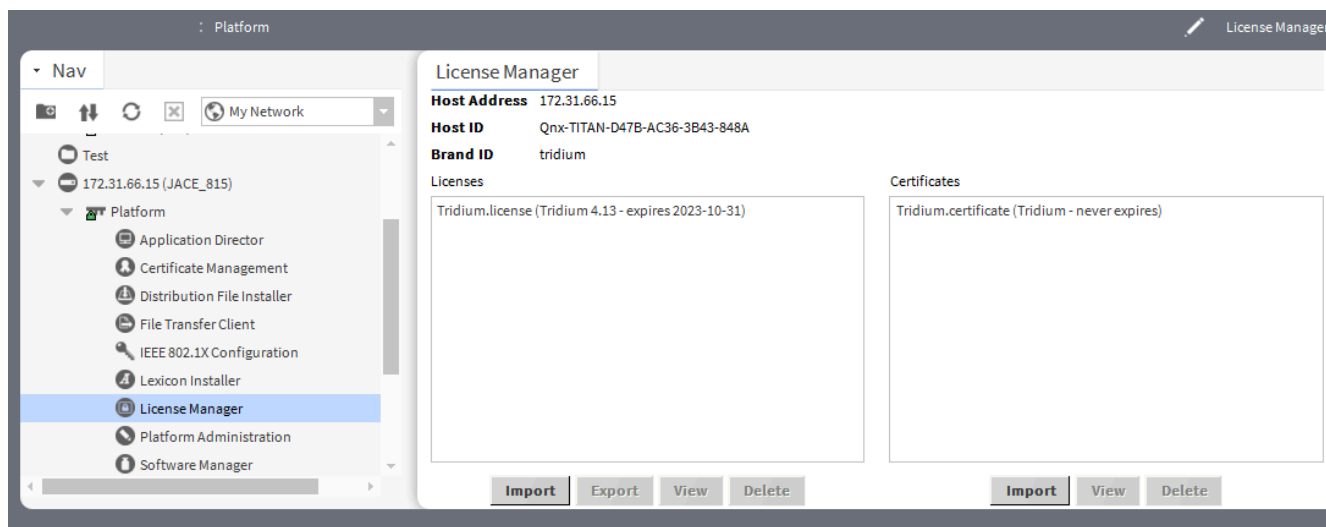 : Platform
License Manager
Nav
My Network
Test
172.31.66.15 (JACE_815)
Platform
Application Director
Certificate Management
Distribution File Installer
File Transfer Client
IEEE 802.1X Configuration
Lexicon Installer
License Manager
Platform Administration
Software Manager
License Manager
Host Address 172.31.66.15
Host ID Qnx-TITAN-D47B-AC36-3B43-848A
Brand ID tridium
Licenses
Tridium.license (Tridium 4.13 - expires 2023-10-31)
Import Export View Delete
Certificates
Tridium.certificate (Tridium - never expires)
Import View Delete